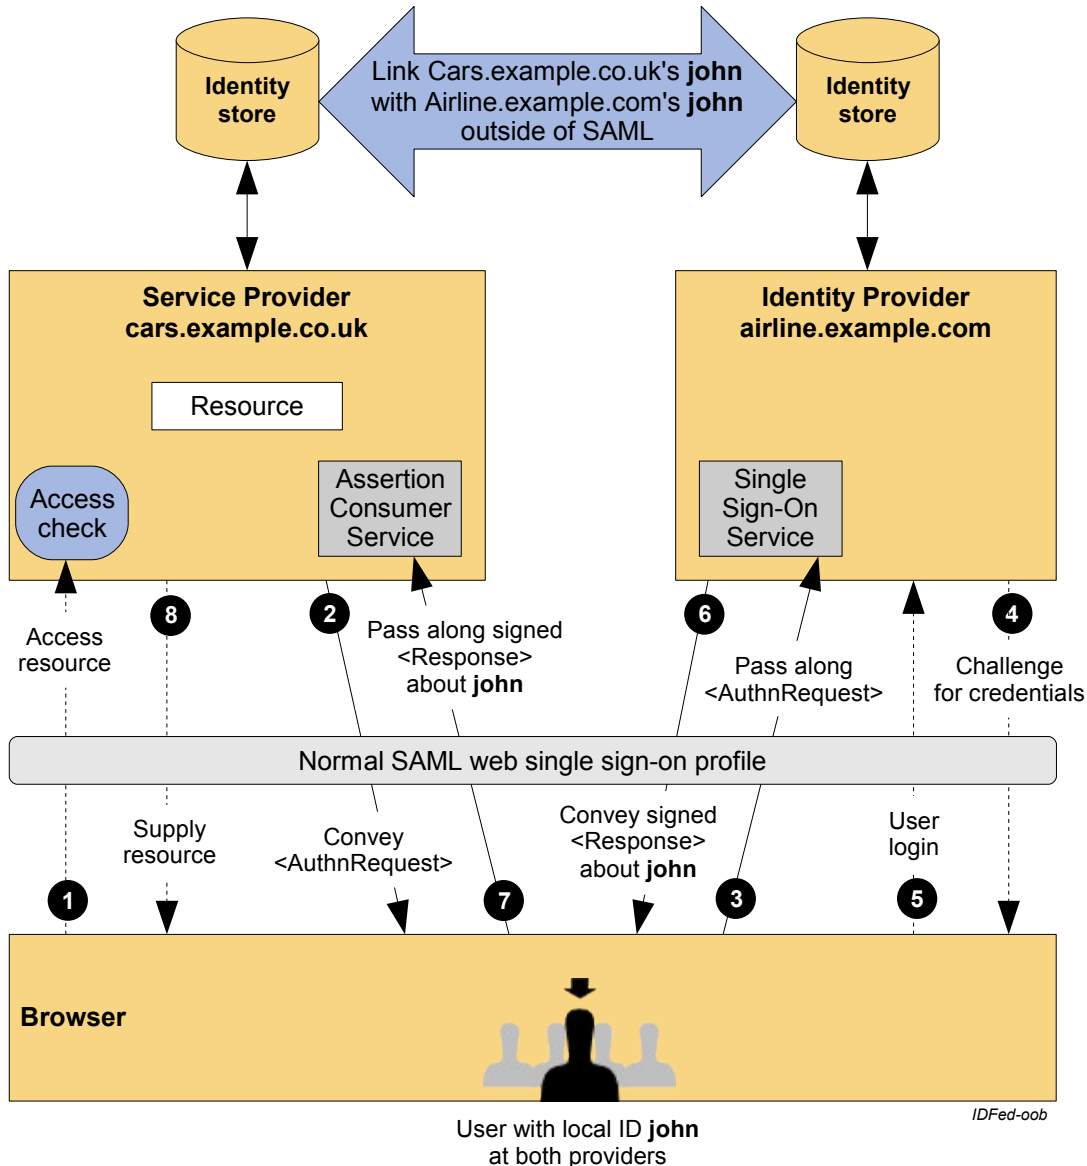 Identity
store
Link Cars.example.co.uk's john
with Airline.example.com's john
outside of SAML
Identity
store
Service Provider
cars.example.co.uk
Identity Provider
airline.example.com
Resource
Access
check
Assertion
Consumer
Service
Single
Sign-On
Service
8
2
6
4
Access
resource
Pass along signed
<Response>
about john
Pass along
<AuthnRequest>
Challenge
for credentials
Normal SAML web single sign-on profile
Supply
resource
Convey
<AuthnRequest>
Convey signed
<Response>
about john
User
login
1
7
3
5
Browser
IDFed-oob
User with local ID john
at both providers